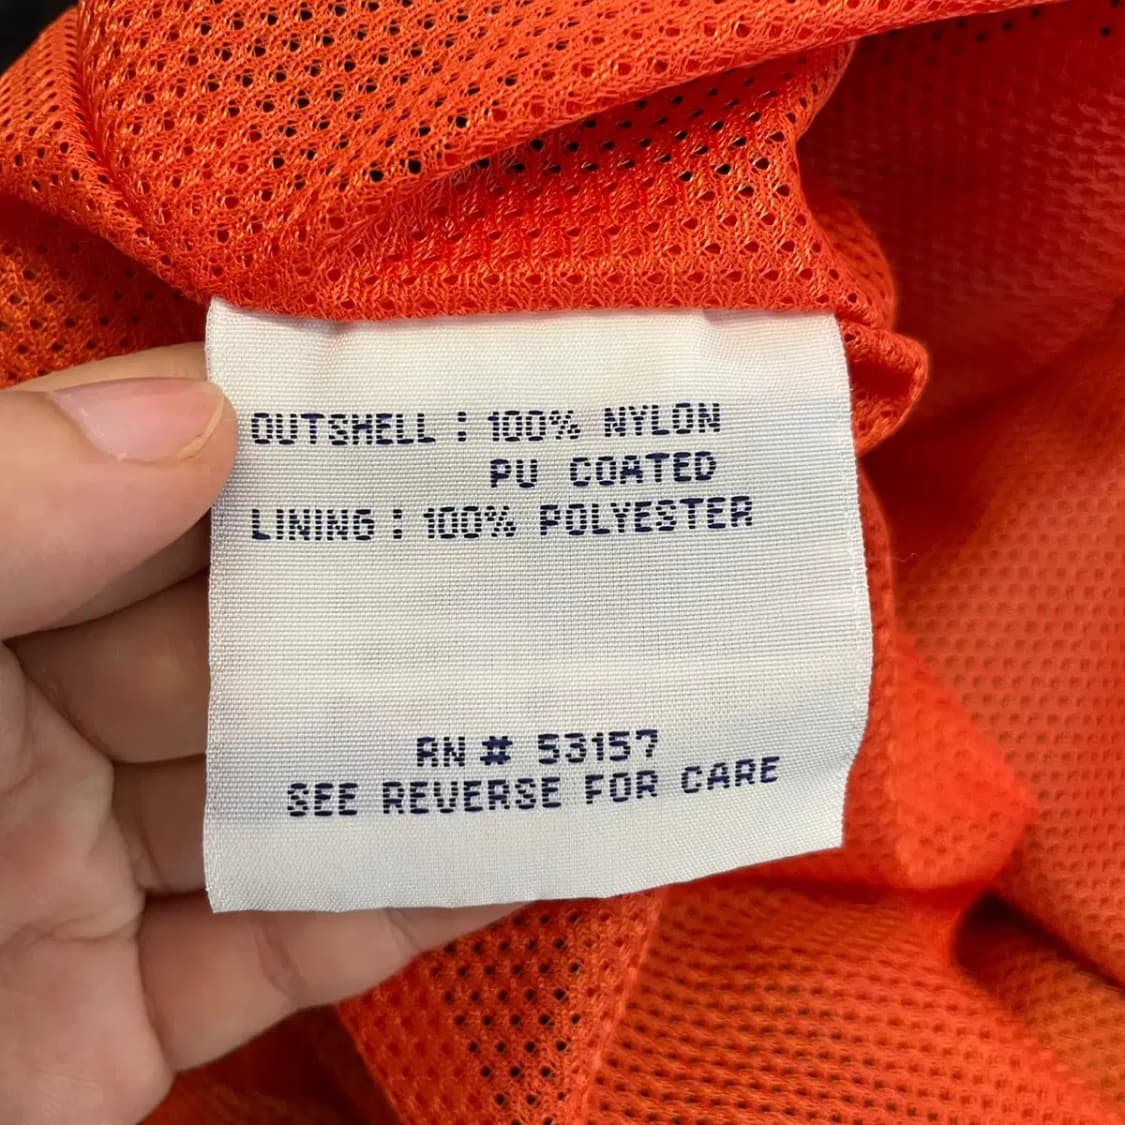 OUTSHELL : 100% NYLON
PU COATED
LINING : 100% POLYESTER
RN # 53157
SEE REVERSE FOR CARE